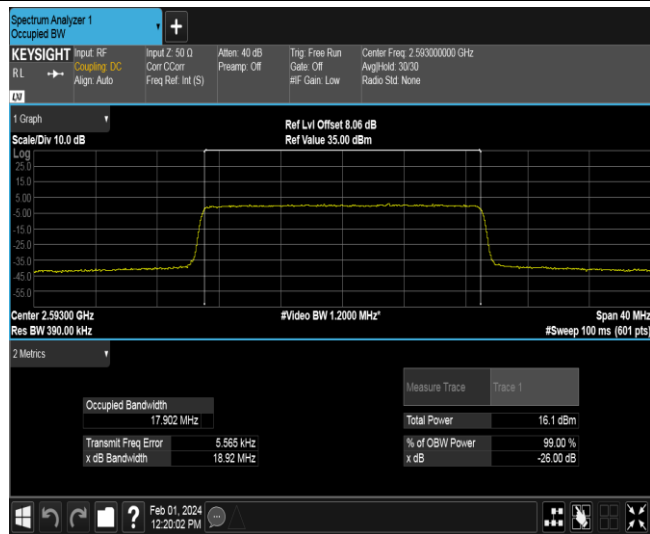 Spectrum Analyzer 1
Occupied BW
+
KEYSIGHT
RL
Input: RF
Coupling: DC
Align: Auto
Input Z: 50 Ω
Corr CCorr
Freq Ref: Int (S)
Atten: 40 dB
Preamp: Off
Trig: Free Run
Gate: Off
#IF Gain: Low
Center Freq: 2.593000000 GHz
Avg|Hold: 30/30
Radio Std: None
LXI
1 Graph
Scale/Div 10.0 dB
Ref Lvl Offset 8.06 dB
Ref Value 35.00 dBm
Log
25.0
15.0
5.00
-5.00
-15.0
-25.0
-35.0
-45.0
-55.0
Center 2.59300 GHz
#Video BW 1.2000 MHz*
Span 40 MHz
Res BW 390.00 kHz
#Sweep 100 ms (601 pts)
2 Metrics
Measure Trace
Trace 1
Occupied Bandwidth
17.902 MHz
Total Power
16.1 dBm
Transmit Freq Error
5.565 kHz
% of OBW Power
99.00 %
x dB Bandwidth
18.92 MHz
x dB
-26.00 dB
?
Feb 01, 2024
12:20:02 PM